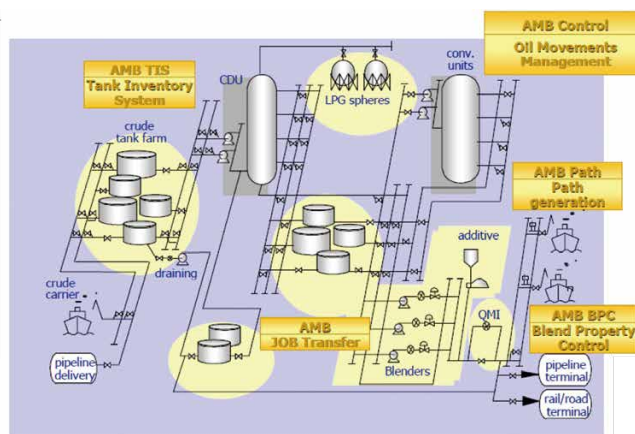 AMB Control
Oil Movements
Management
AMB TIS
Tank Inventory
System
CDU
conv.
units
LPG spheres
crude
tank farm
AMB Path
Path
generation
additive
draining
crude
carrier
AMB
JOB Transfer
QMI
AMB BPC
Blend Property
Control
pipeline
delivery
Blenders
pipeline
terminal
rail/road
terminal